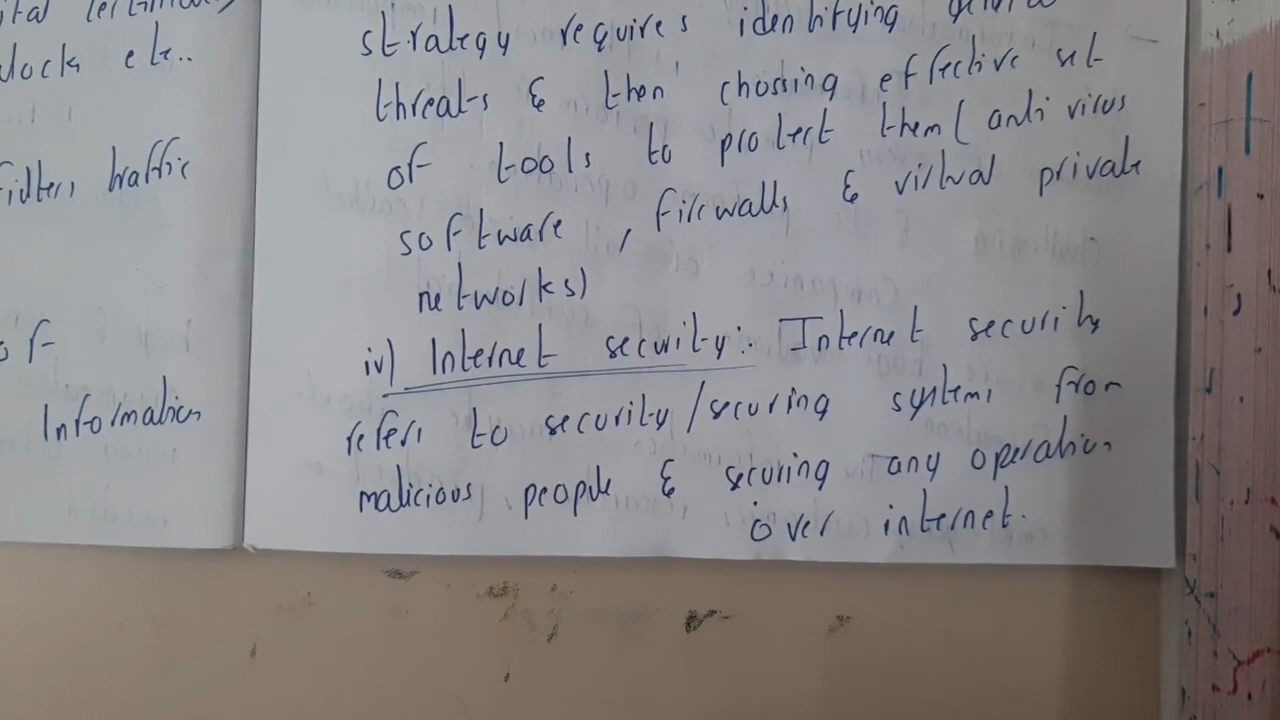 etc..
traffic
of
Information
strategy requires identifying
threats & then choosing effective set
of tools to protect them (anti virus
software, firewalls & virtual private
networks)
iv) Internet security:- Internet security
refers to security/securing systems from
malicious people & securing any operation
over internet.